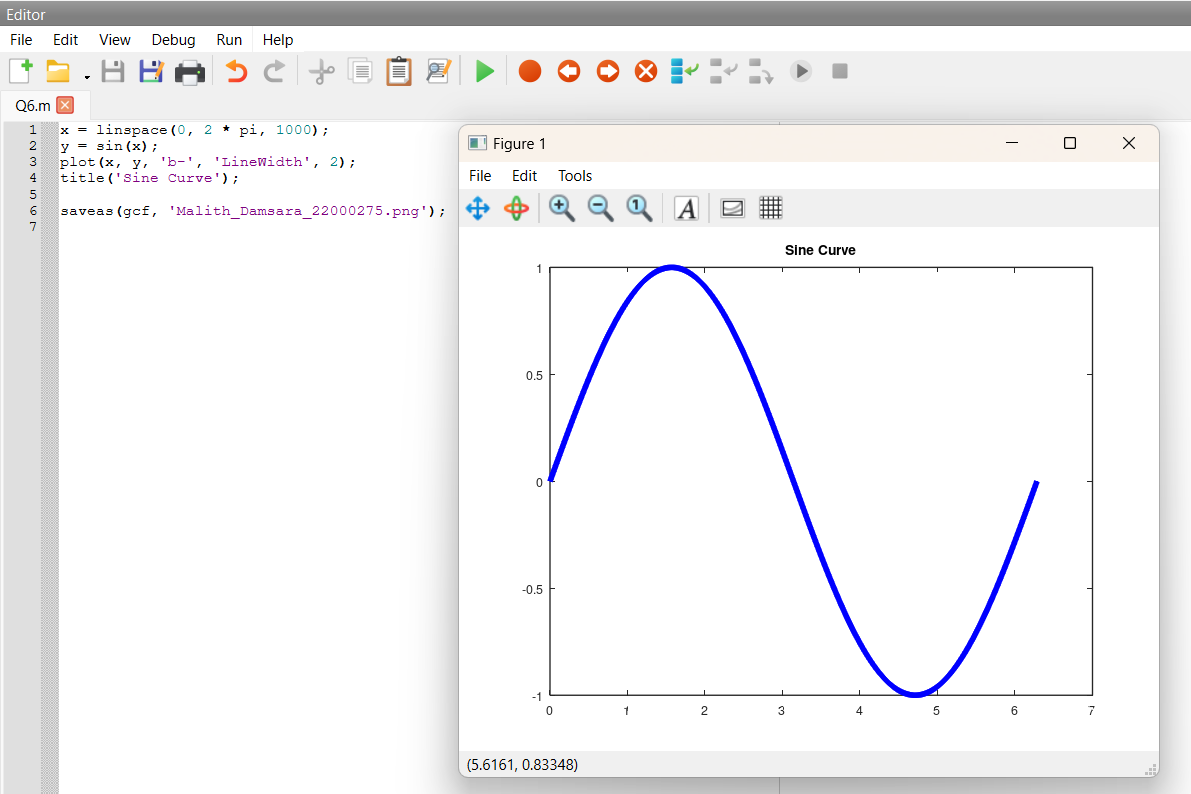 Editor
File Edit View Debug Run Help
Q6.m
1 x = linspace(0, 2 * pi, 1000);
2 y = sin(x);
3 plot(x, y, 'b-', 'LineWidth', 2);
4 title('Sine Curve');
5
6 saveas(gcf, 'Malith_Damsara_22000275.png');
7
Figure 1
File Edit Tools
1
A
Sine Curve
1
0.5
0
-0.5
-1
0 1 2 3 4 5 6 7
(5.6161, 0.83348)